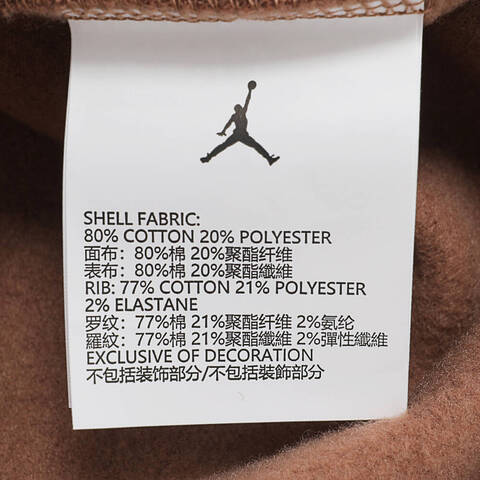 SHELL FABRIC:
80% COTTON 20% POLYESTER
面布：80%棉 20%聚酯纤维
表布：80%棉 20%聚酯纖維
RIB: 77% COTTON 21% POLYESTER
2% ELASTANE
罗纹：77%棉 21%聚酯纤维 2%氨纶
羅紋：77%棉 21%聚酯纖維 2%彈性纖維
EXCLUSIVE OF DECORATION
不包括装饰部分/不包括裝飾部分